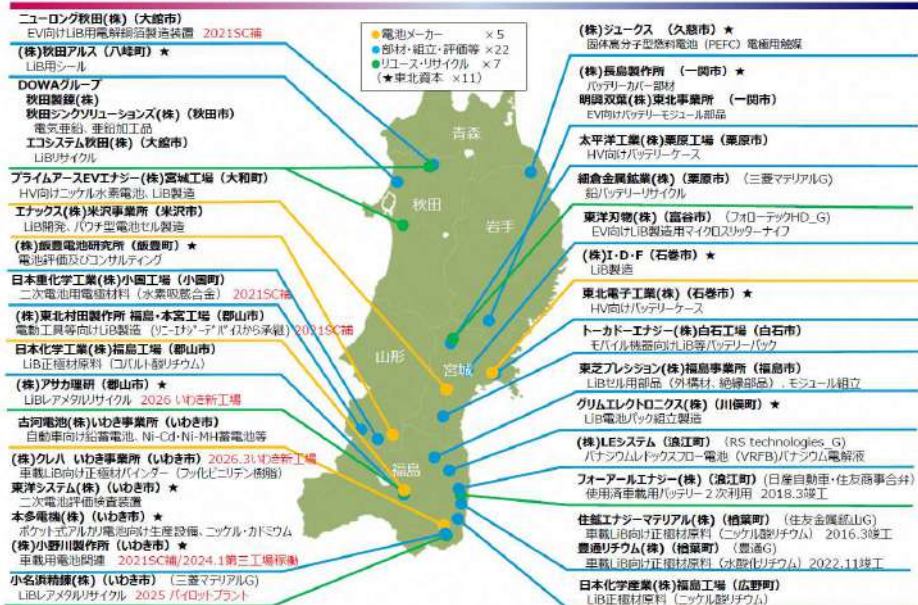 ニューロング秋田(株)(大館市)
EV向けLiB用電解銅箔製造装置 2021SC補
(株)秋田アルス(八峰町)★
LiB用シール
DOWAグループ
秋田製錬(株)
秋田ジンクソリューションズ(株)(秋田市)
電気亜鉛、亜鉛加工品
エコシステム秋田(株)(大館市)
LiBリサイクル
プライムアースEVエナジー(株)宮城工場(大和町)
HV向けニッケル水素電池、LiB製造
エナックス(株)米沢事業所(米沢市)
LiB開発、パウチ型電池セル製造
(株)飯豊電池研究所(飯豊町)★
電池評価及びコンサルティング
日本重化学工業(株)小国工場(小国町)
二次電池用電極材料(水素吸蔵合金) 2021SC補
(株)東北村田製作所 福島・本宮工場(郡山市)
電動工具等向けLiB製造(ソニーエナジーデバイスから承継)2021SC補
日本化学工業(株)福島工場(郡山市)
LiB正極材原料(コバルト酸リチウム)
(株)アサカ理研(郡山市)★
LiBレアメタルリサイクル 2026 いわき新工場
古河電池(株)いわき事業所(いわき市)
自動車向け鉛蓄電池、Ni-Cd・Ni-MH蓄電池等
(株)クレハ いわき事業所(いわき市) 2026.3いわき新工場
車載LiB向け正極材バインダー(フッ化ビニリデン樹脂)
東洋システム(株)(いわき市)★
二次電池評価検査装置
本多電機(株)(いわき市)★
ポケット式アルカリ電池向け生産設備、ニッケル・カドミウム
(株)小野川製作所(いわき市)★
車載用電池関連 2021SC補/2024.1第三工場稼働
小名浜精錬(株)(いわき市)(三菱マテリアルG)
LiBレアメタルリサイクル 2025 パイロットプラント
電池メーカー ×5
部材・組立・評価等 ×22
リユース・リサイクル ×7
(★東北資本 ×11)
青森
秋田
岩手
山形
宮城
福島
(株)ジュークス (久慈市)★
固体高分子型燃料電池(PEFC)電極用触媒
(株)長島製作所 (一関市)★
バッテリーカバー部材
明調双葉(株)東北事業所 (一関市)
EV向けバッテリーモジュール部品
太平洋工業(株)栗原工場(栗原市)
HV向けバッテリーケース
細倉金属鉱業(株)(栗原市)(三菱マテリアルG)
鉛バッテリーリサイクル
東洋刃物(株)(富谷市)(フォローテックHD_G)
EV向けLiB製造用マイクロスリッターナイフ
(株)I・D・F(石巻市)★
LiB製造
東北電子工業(株)(石巻市)★
HV向けバッテリーケース
トーカドーエナジー(株)白石工場(白石市)
モバイル機器向けLiB等バッテリーパック
東芝プレシジョン(株)福島事業所(福島市)
LiBセル用部品(外構材、絶縁部品)、モジュール組立
グリムエレクトロニクス(株)(川俣町)★
LiB電池パック組立製造
(株)LEシステム(浪江町)(RS technologies_G)
バナジウムレドックスフロー電池(VRFB)バナジウム電解液
フォーアールエナジー(株)(浪江町)(日産自動車・住友商事合弁)
使用済車載用バッテリー2次利用 2018.3竣工
住鉱エナジーマテリアル(株)(楢葉町)(住友金属鉱山G)
車載LiB向け正極材原料(ニッケル酸リチウム) 2016.3竣工
豊通リチウム(株)(楢葉町)(豊通G)
車載LiB向け正極材原料(水酸化リチウム)2022.11竣工
日本化学産業(株)福島工場(広野町)
LiB正極材原料(ニッケル酸リチウム)